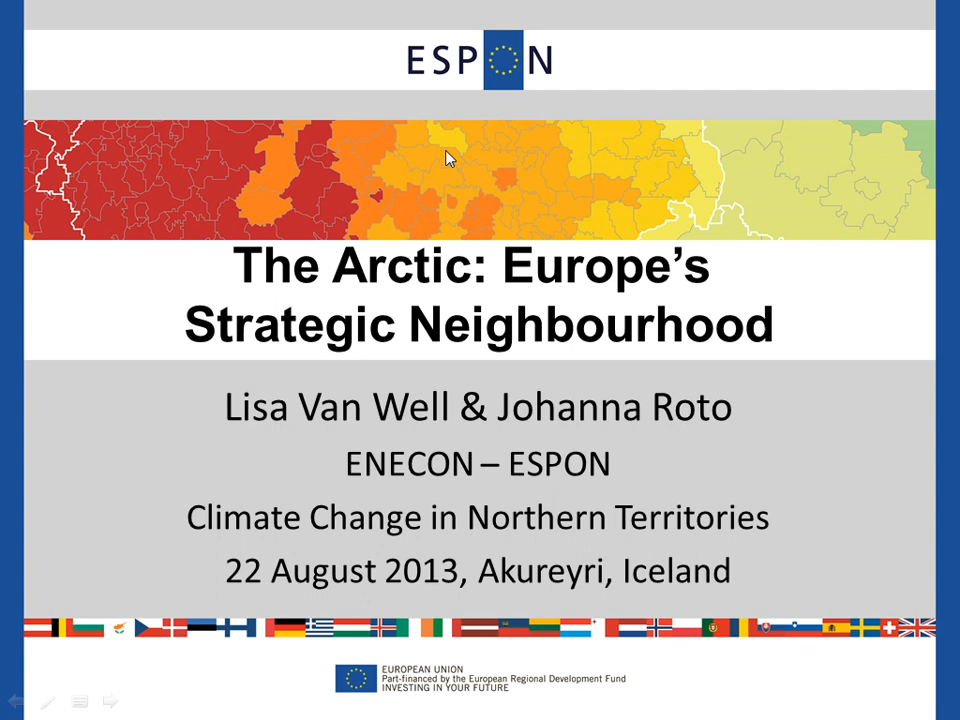 ESPON
The Arctic: Europe’s
Strategic Neighbourhood
Lisa Van Well & Johanna Roto
ENECON – ESPON
Climate Change in Northern Territories
22 August 2013, Akureyri, Iceland
EUROPEAN UNION
Part-financed by the European Regional Development Fund
INVESTING IN YOUR FUTURE